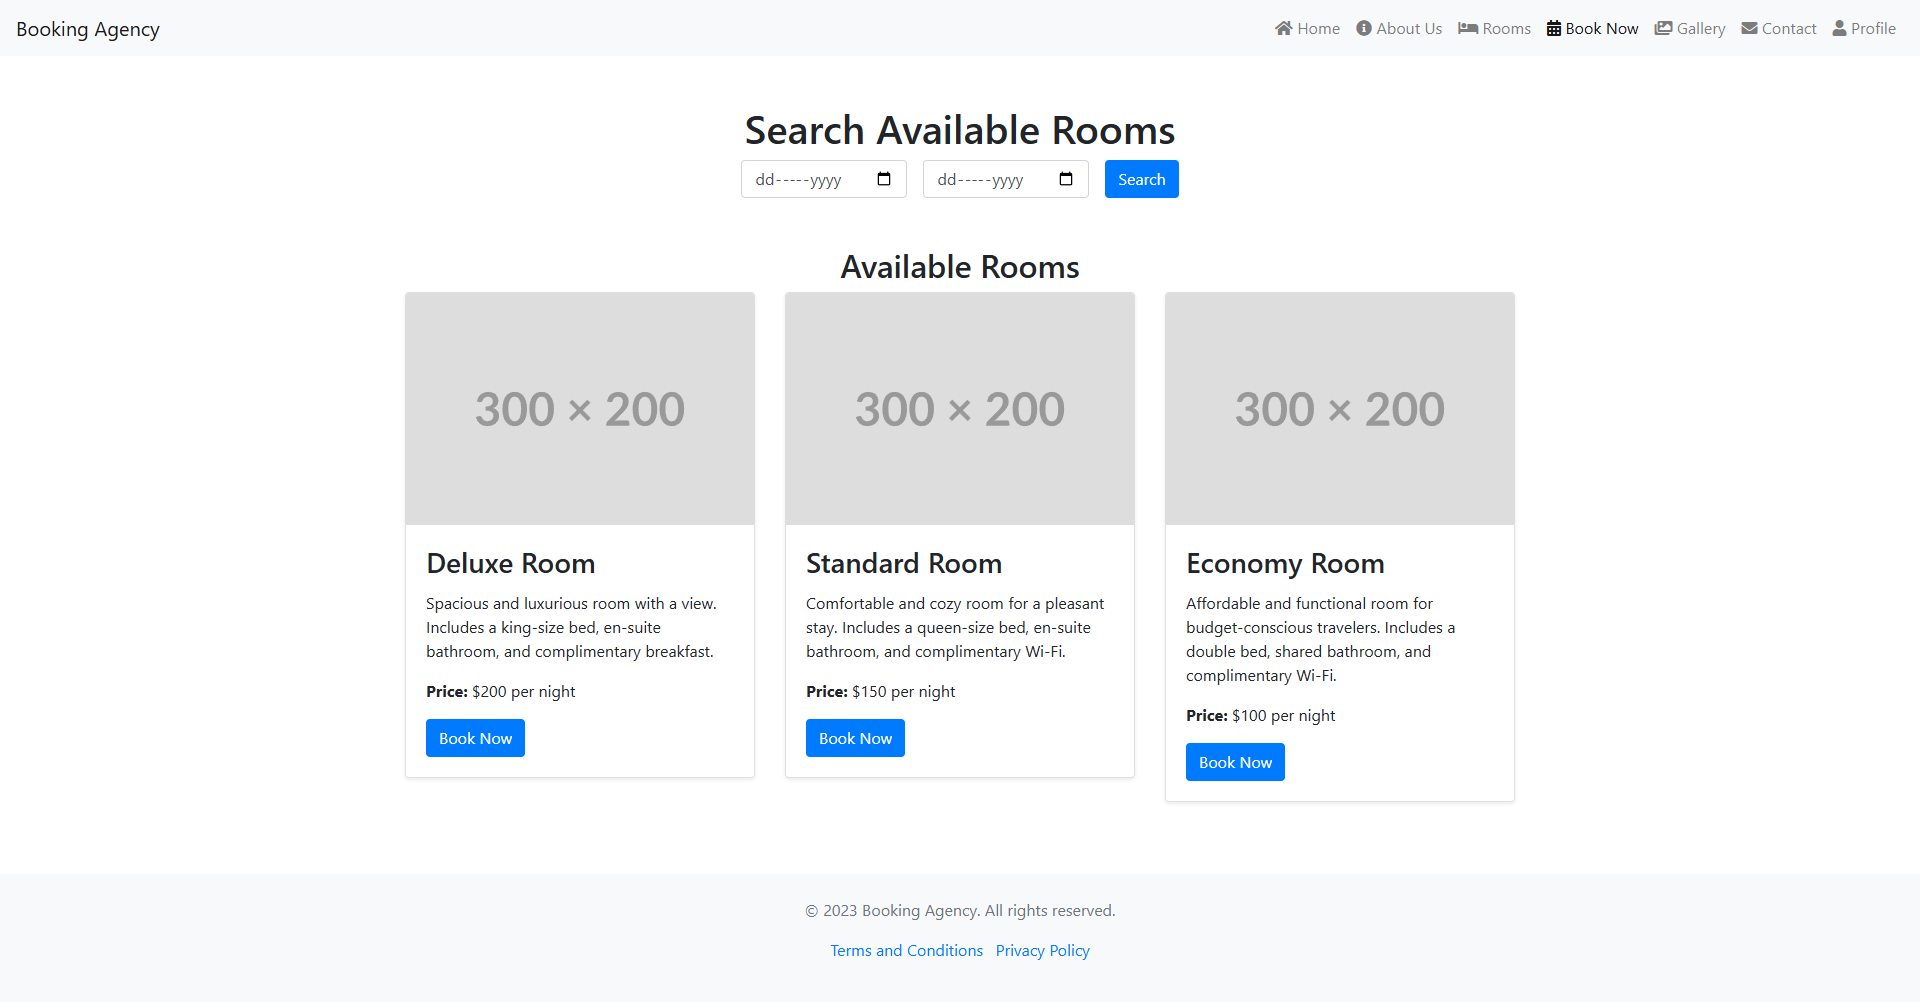 Booking Agency
Home
About Us
Rooms
Book Now
Gallery
Contact
Profile
Search Available Rooms
dd-----yyyy
dd-----yyyy
Search
Available Rooms
300 × 200
Deluxe Room
Spacious and luxurious room with a view.
Includes a king-size bed, en-suite
bathroom, and complimentary breakfast.
Price: $200 per night
Book Now
300 × 200
Standard Room
Comfortable and cozy room for a pleasant
stay. Includes a queen-size bed, en-suite
bathroom, and complimentary Wi-Fi.
Price: $150 per night
Book Now
300 × 200
Economy Room
Affordable and functional room for
budget-conscious travelers. Includes a
double bed, shared bathroom, and
complimentary Wi-Fi.
Price: $100 per night
Book Now
© 2023 Booking Agency. All rights reserved.
Terms and Conditions Privacy Policy